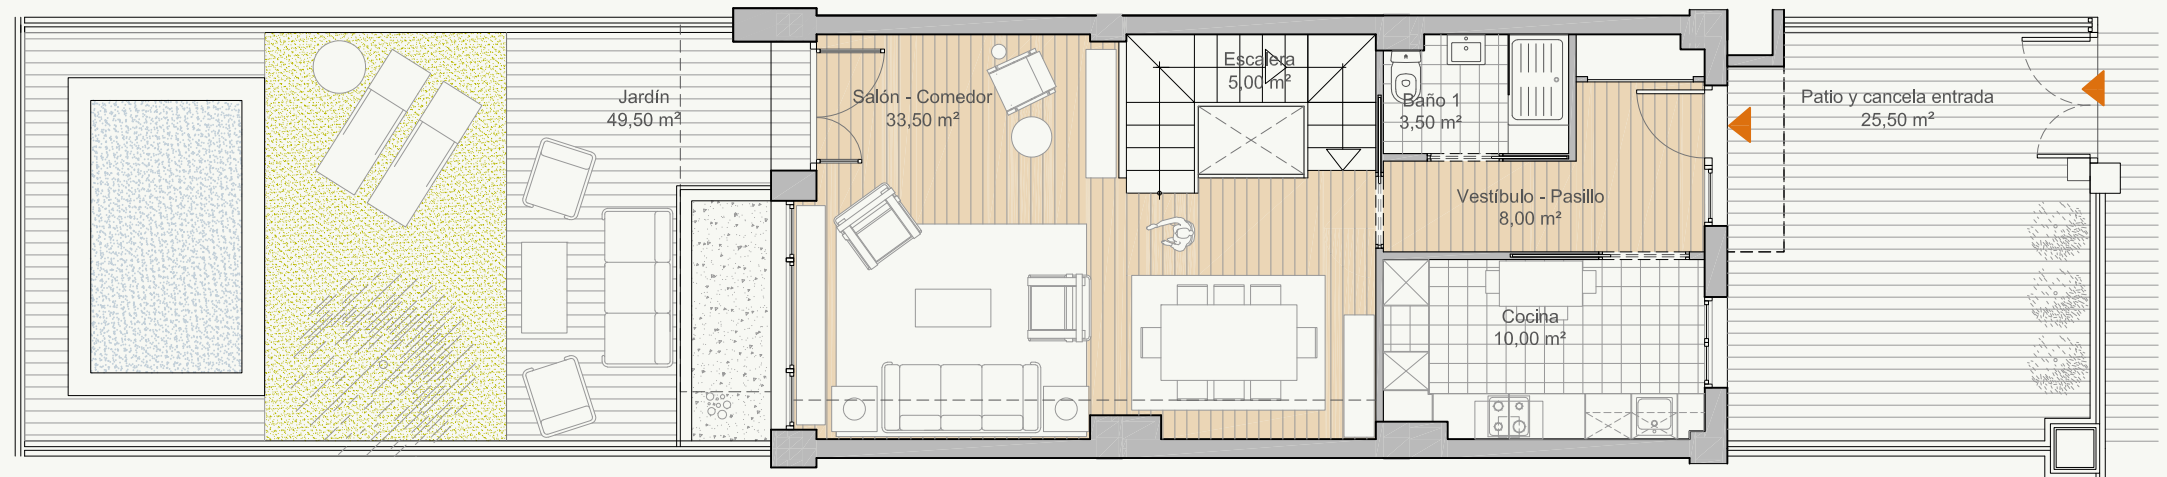 Jardín
49,50 m²
Salón - Comedor
33,50 m²
Escalera
5,00 m²
Baño 1
3,50 m²
Vestíbulo - Pasillo
8,00 m²
Cocina
10,00 m²
Patio y cancela entrada
25,50 m²